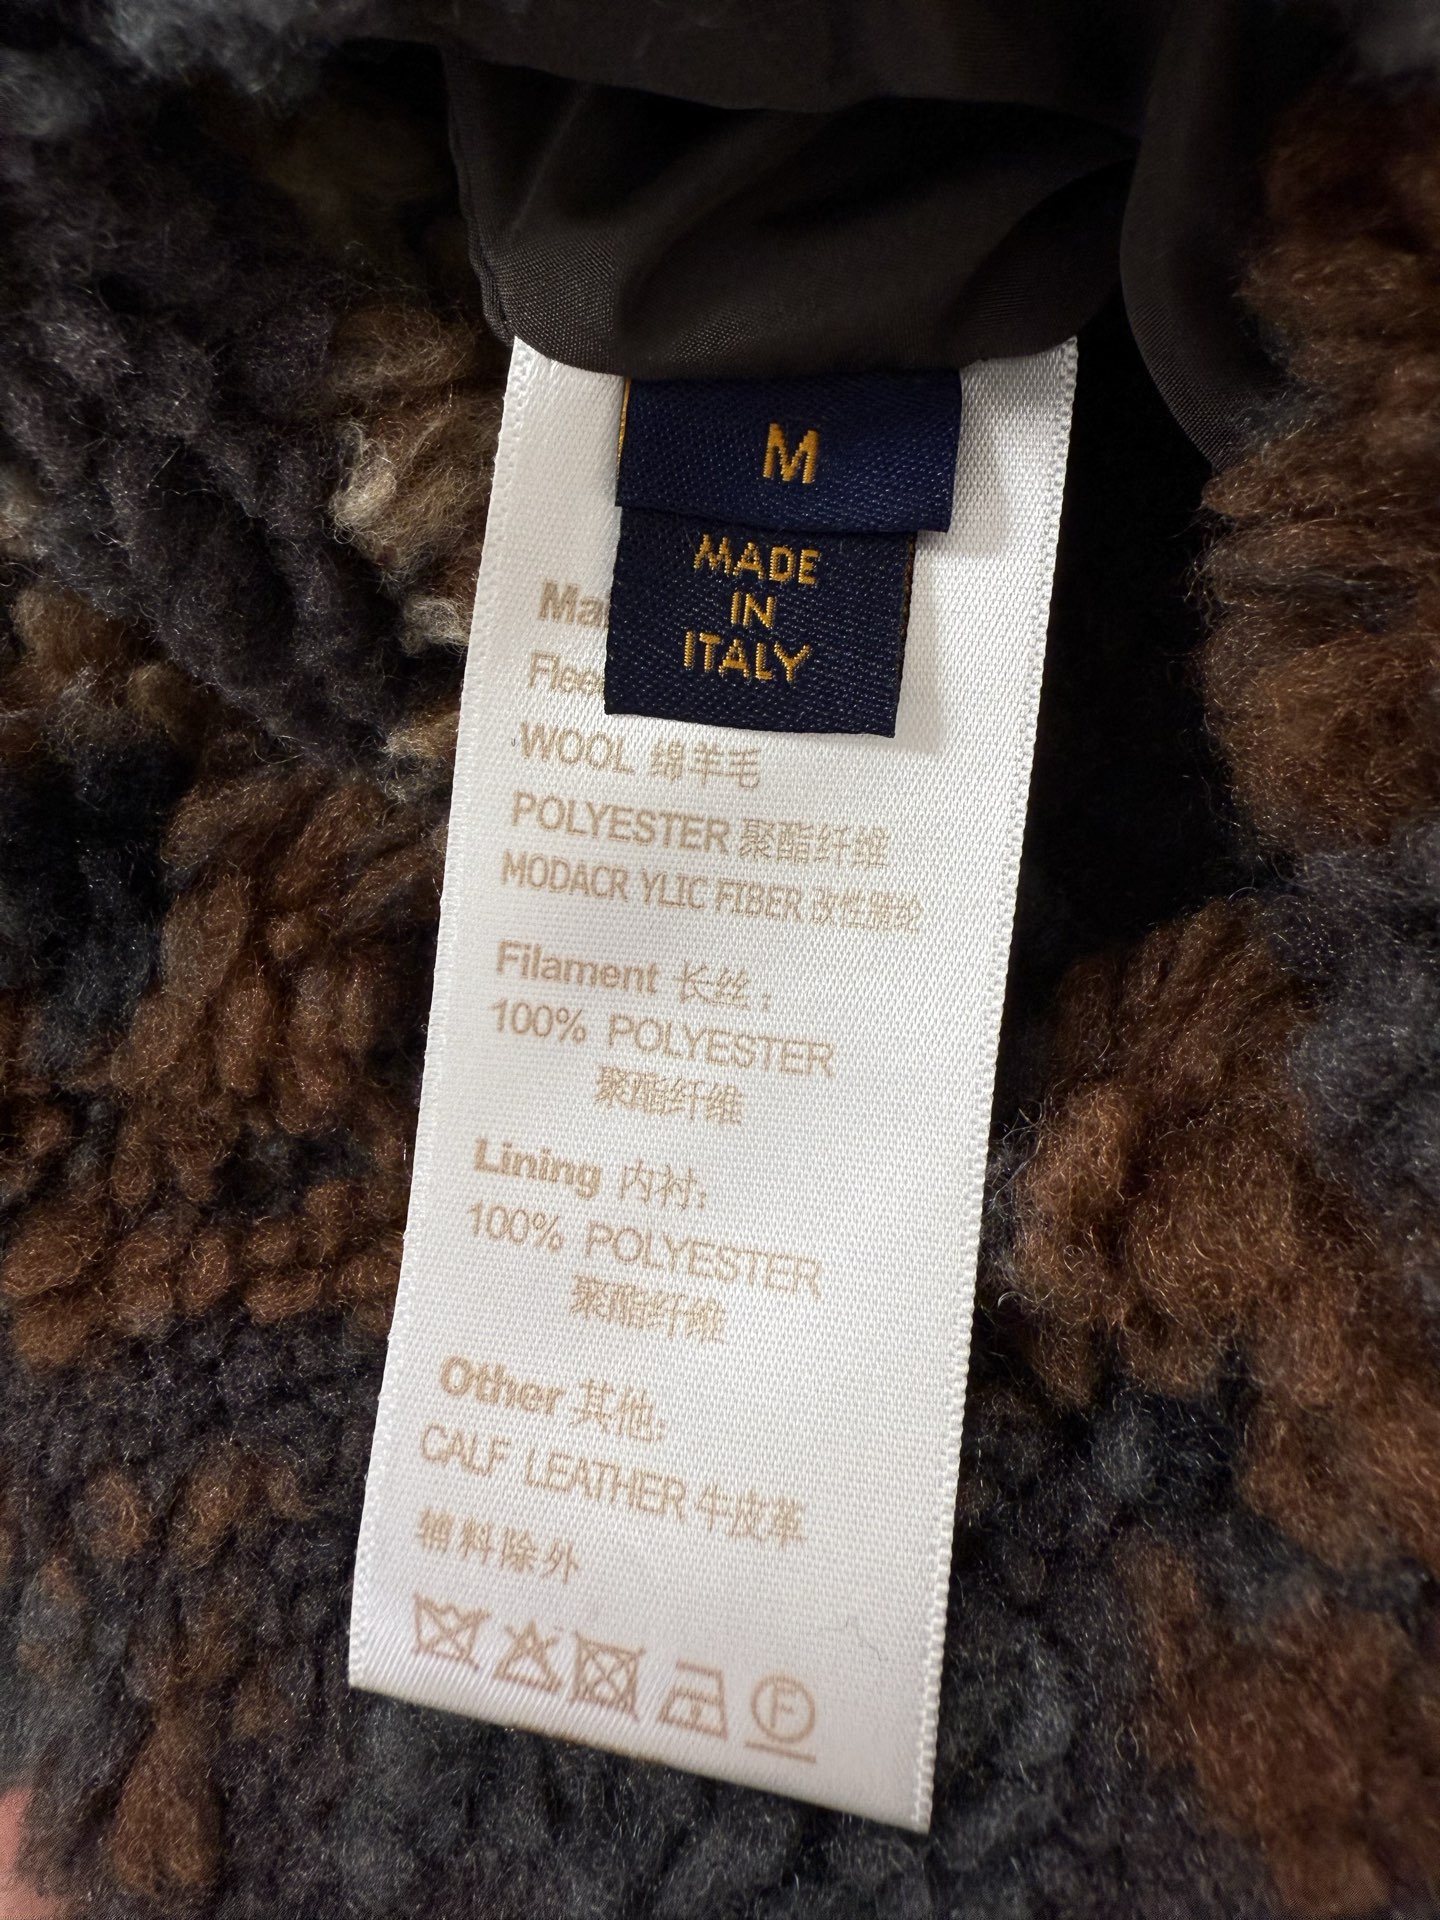 M
MADE
IN
ITALY
Ma
Flee
WOOL 绵羊毛
POLYESTER 聚酯纤维
MODACR YLIC FIBER 改性腈纶
Filament 长丝：
100% POLYESTER
聚酯纤维
Lining 内衬：
100% POLYESTER
聚酯纤维
Other 其他：
CALF LEATHER 牛皮革
辅料除外
F